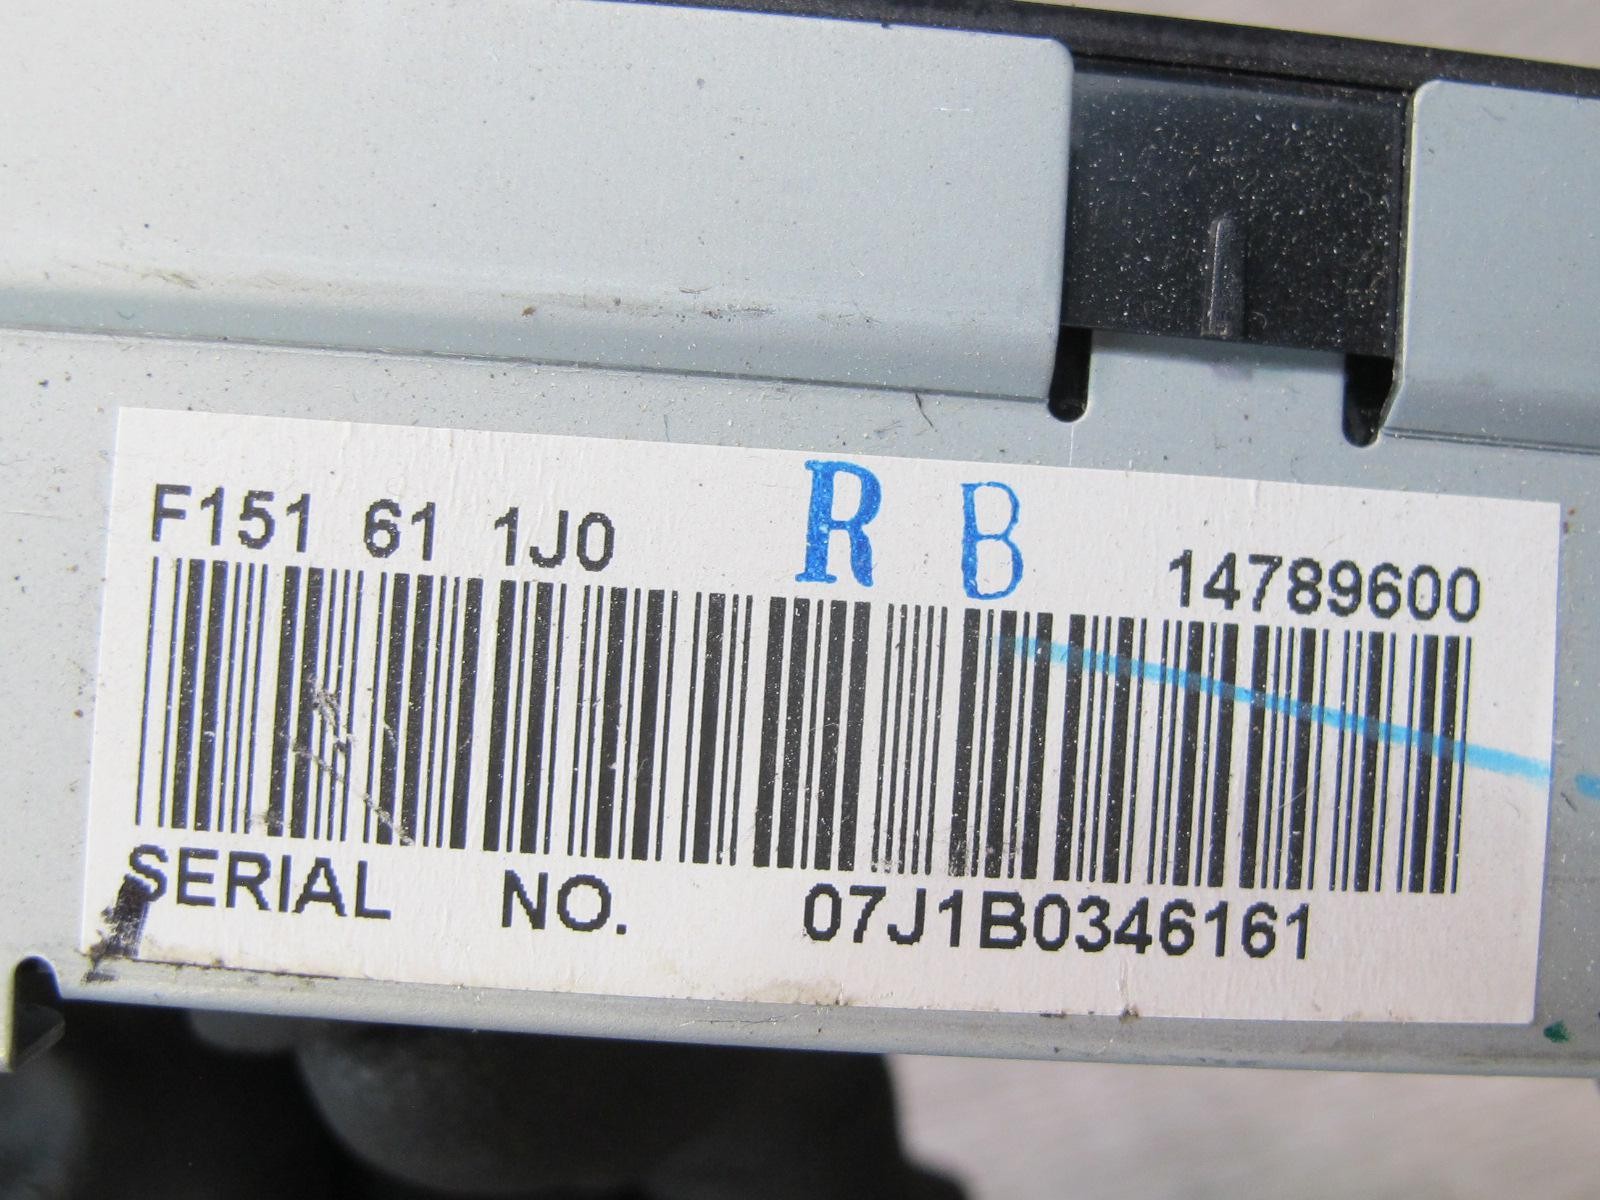 F151 61 1J0 R B 14789600
SERIAL NO. 07J1B0346161